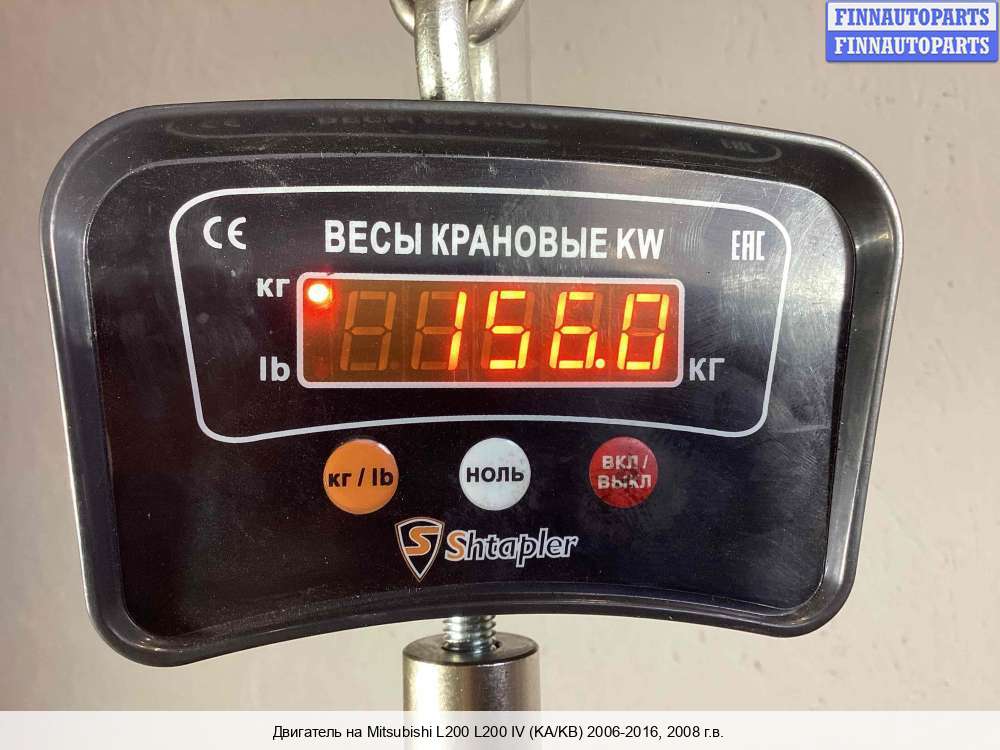 FINNAUTOPARTS
FINNAUTOPARTS
CE
ВЕСЫ КРАНОВЫЕ KW
EAC
кг
156.0
lb
КГ
кг / lb
НОЛЬ
ВКЛ /
ВЫКЛ
S Shtapler
Двигатель на Mitsubishi L200 L200 IV (KA/KB) 2006-2016, 2008 г.в.